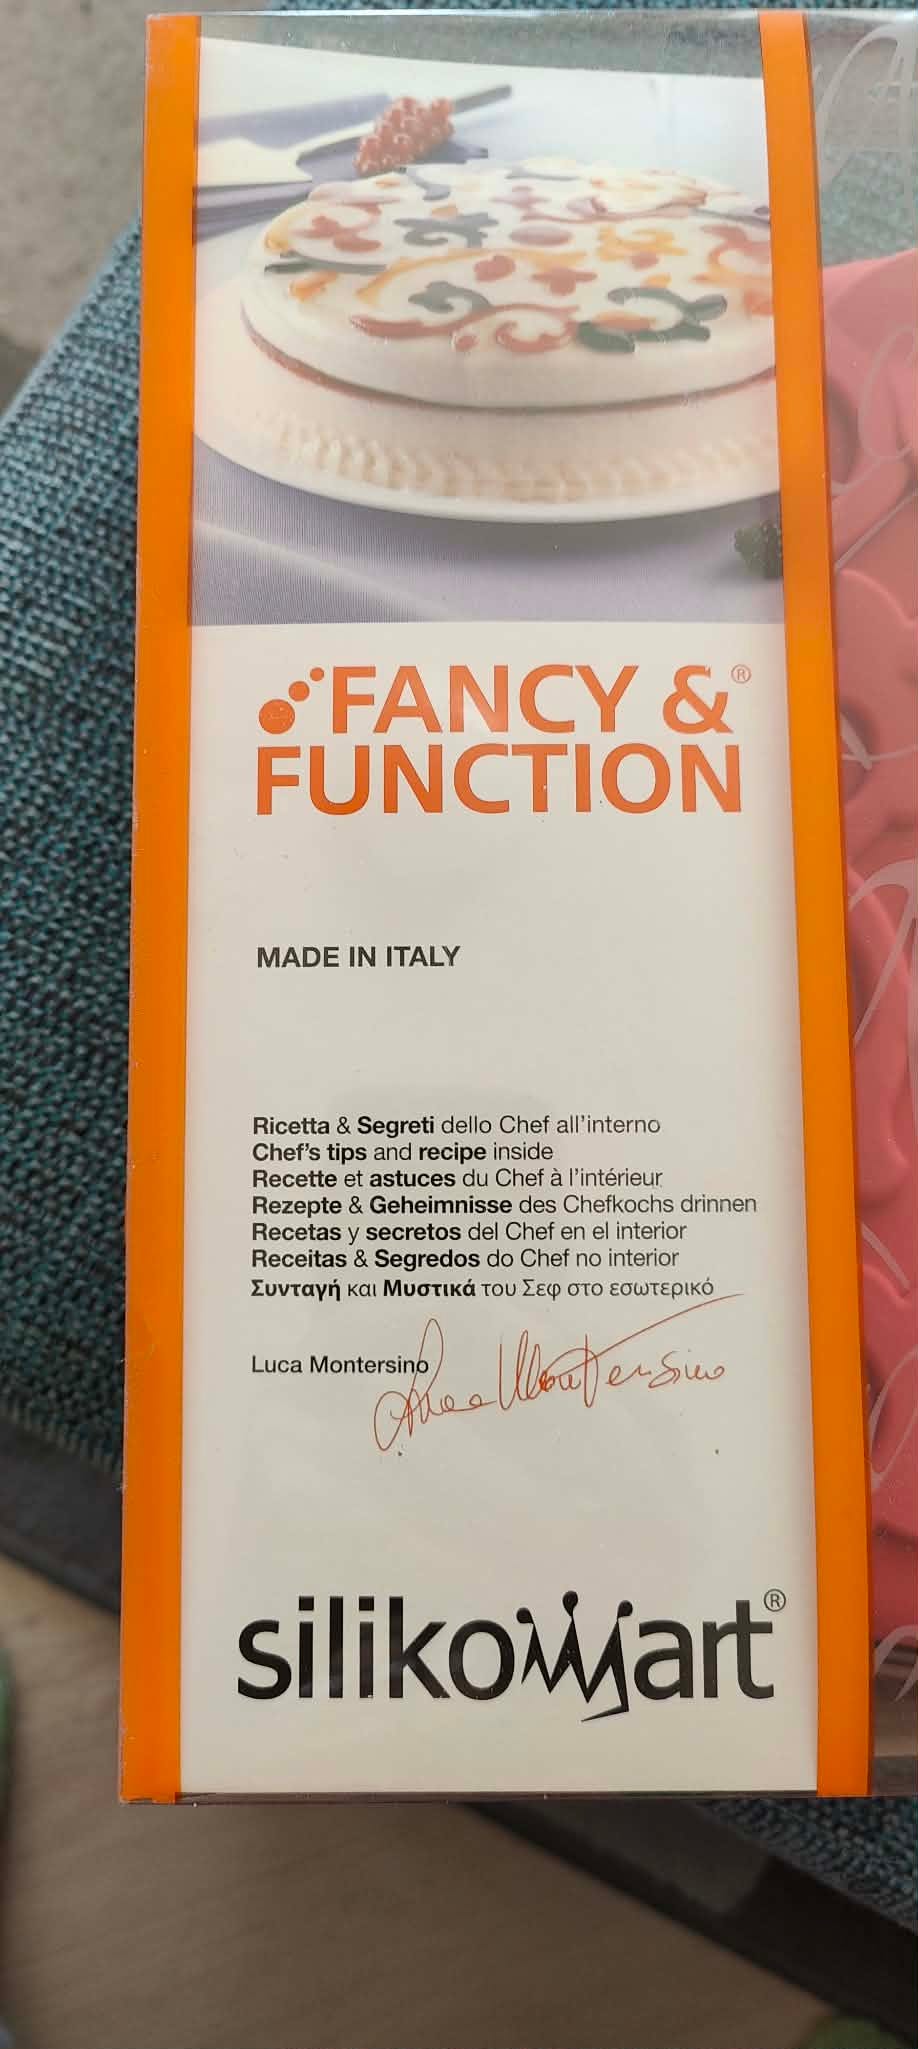 FANCY &®
FUNCTION
MADE IN ITALY
Ricetta & Segreti dello Chef all'interno
Chef's tips and recipe inside
Recette et astuces du Chef à l'intérieur
Rezepte & Geheimnisse des Chefkochs drinnen
Recetas y secretos del Chef en el interior
Receitas & Segredos do Chef no interior
Συνταγή και Μυστικά του Σεφ στο εσωτερικό
Luca Montersino
Luca Montersino
silikomart®